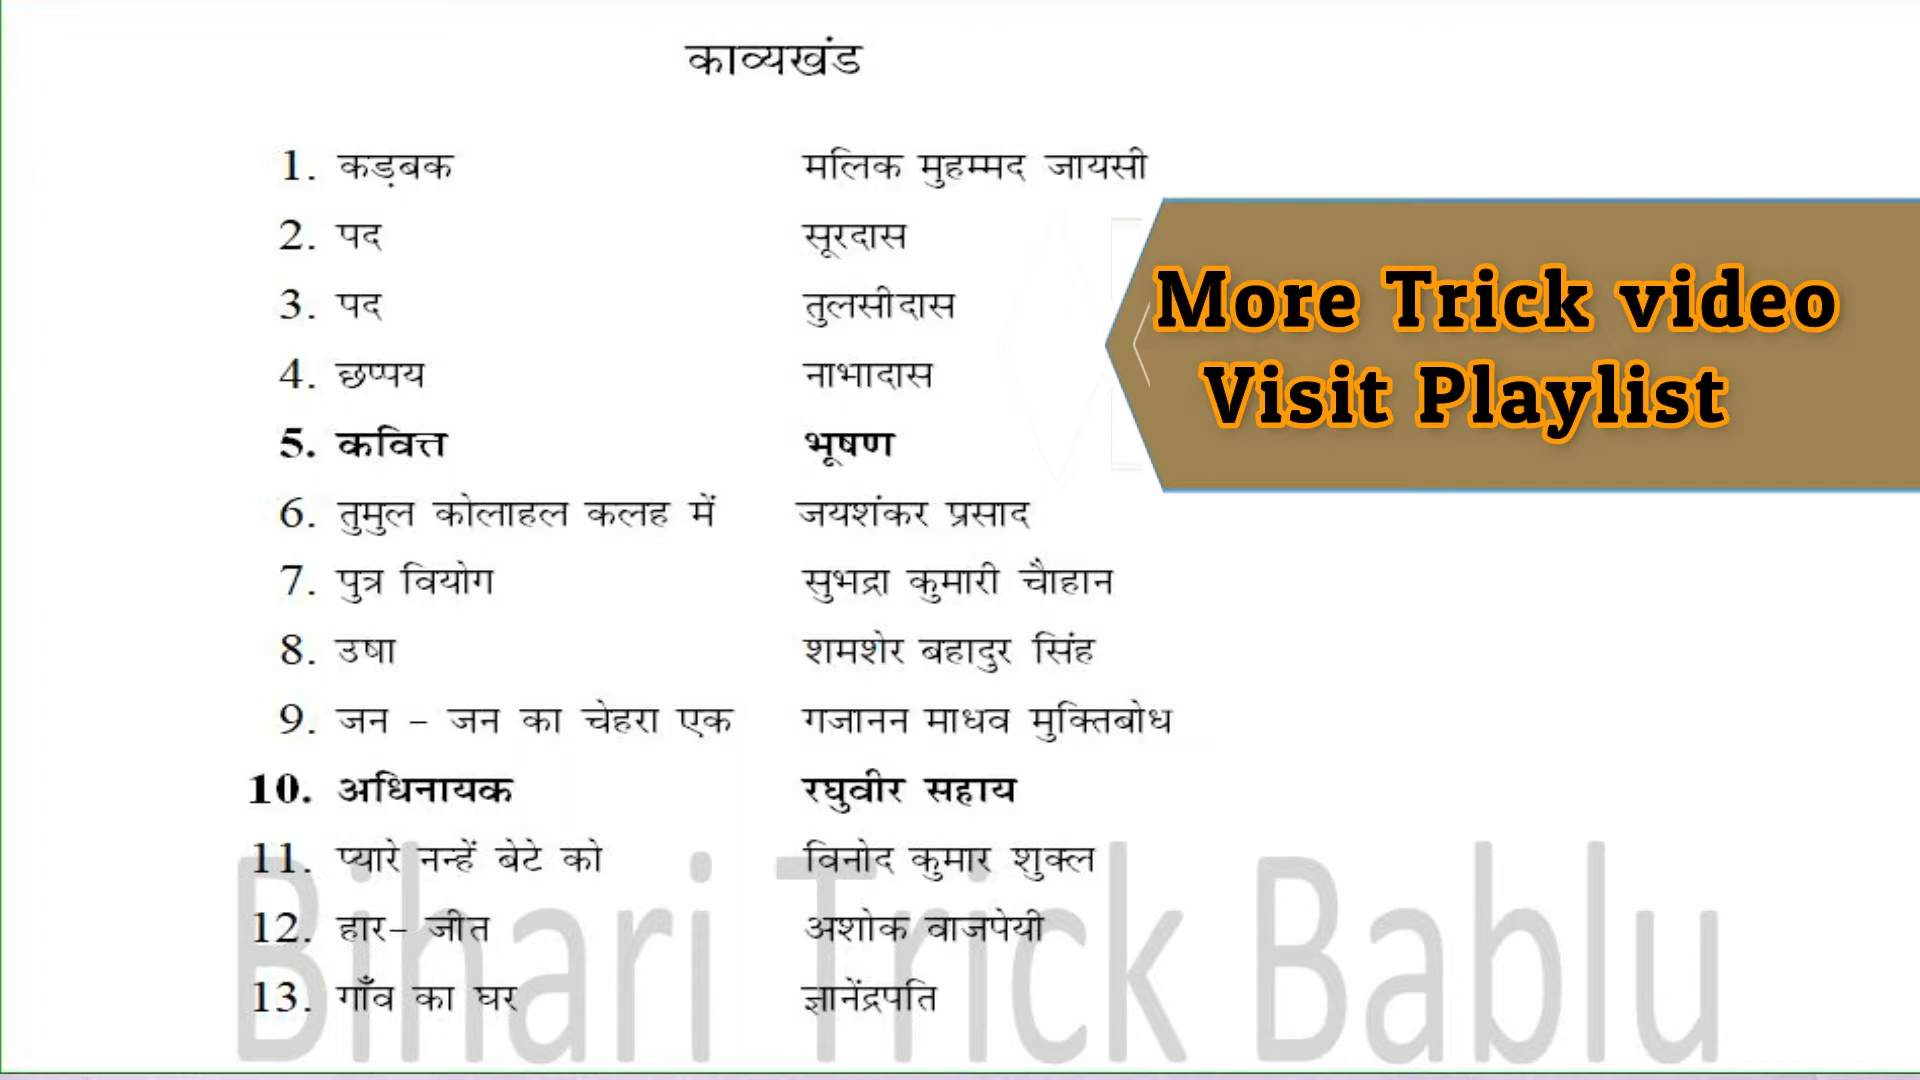 काव्यखंड
1. कड़बक मलिक मुहम्मद जायसी
2. पद सूरदास
3. पद तुलसीदास
4. छप्पय नाभादास
5. कवित्त भूषण
6. तुमुल कोलाहल कलह में जयशंकर प्रसाद
7. पुत्र वियोग सुभद्रा कुमारी चौहान
8. उषा शमशेर बहादुर सिंह
9. जन - जन का चेहरा एक गजानन माधव मुक्तिबोध
10. अधिनायक रघुवीर सहाय
11. प्यारे नन्हें बेटे को विनोद कुमार शुक्ल
12. हार- जीत अशोक वाजपेयी
13. गाँव का घर ज्ञानेंद्रपति
More Trick video
Visit Playlist
Bihari Trick Bablu